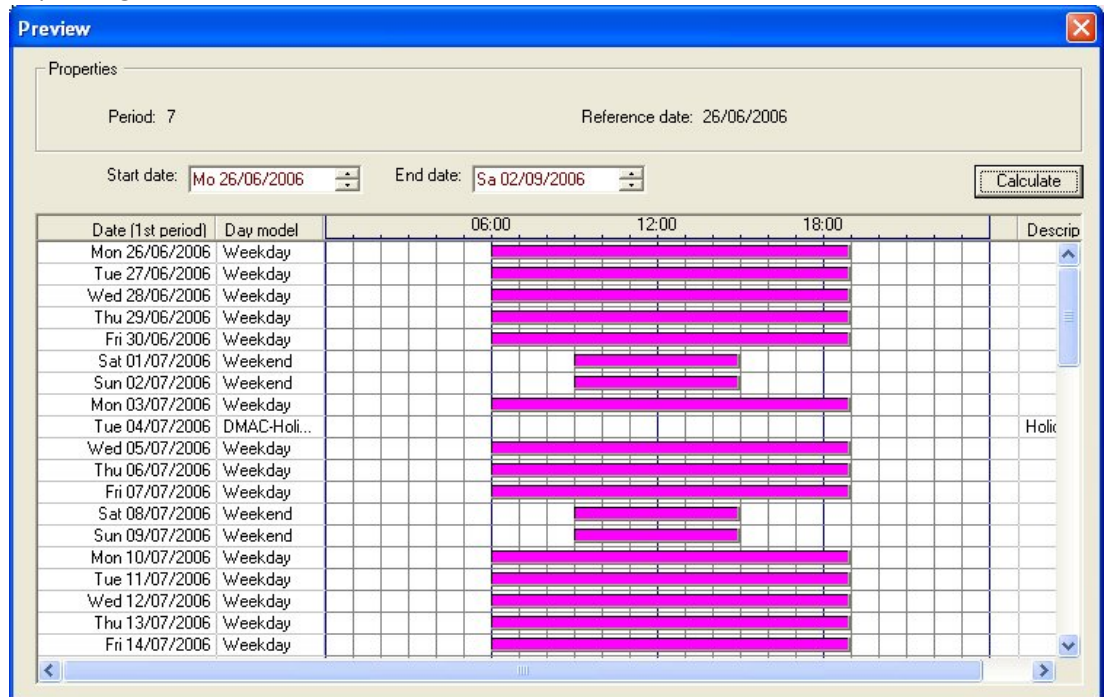 Preview
Properties
Period: 7 Reference date: 26/06/2006
Start date: Mo 26/06/2006 End date: Sa 02/09/2006 Calculate
Date (1st period) Day model 06:00 12:00 18:00 Descrip
Mon 26/06/2006 Weekday
Tue 27/06/2006 Weekday
Wed 28/06/2006 Weekday
Thu 29/06/2006 Weekday
Fri 30/06/2006 Weekday
Sat 01/07/2006 Weekend
Sun 02/07/2006 Weekend
Mon 03/07/2006 Weekday
Tue 04/07/2006 DMAC-Holi... Holid
Wed 05/07/2006 Weekday
Thu 06/07/2006 Weekday
Fri 07/07/2006 Weekday
Sat 08/07/2006 Weekend
Sun 09/07/2006 Weekend
Mon 10/07/2006 Weekday
Tue 11/07/2006 Weekday
Wed 12/07/2006 Weekday
Thu 13/07/2006 Weekday
Fri 14/07/2006 Weekday